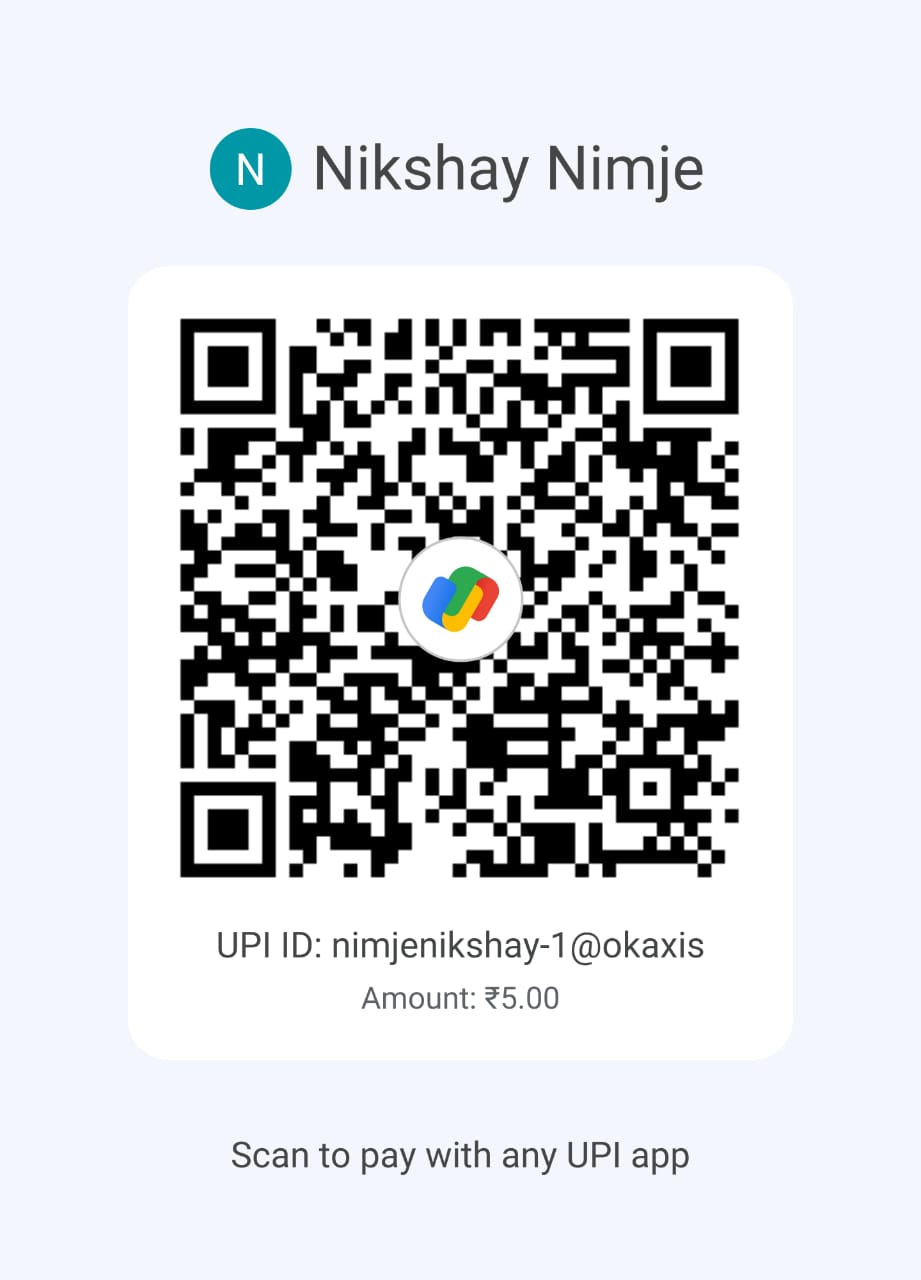 N Nikshay Nimje
UPI ID: nimjenikshay-1@okaxis
Amount: ₹5.00
Scan to pay with any UPI app